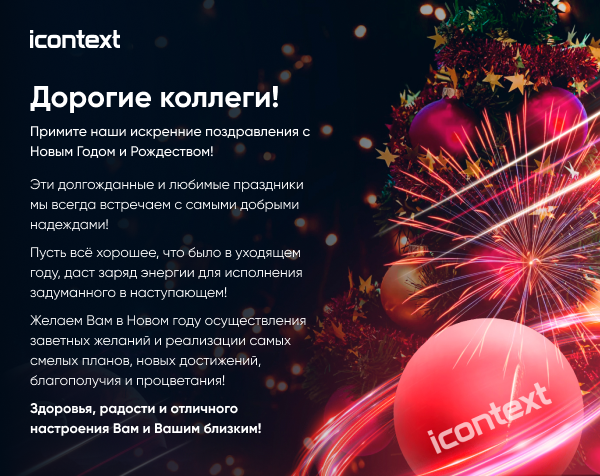 icontext
Дорогие коллеги!
Примите наши искренние поздравления с
Новым Годом и Рождеством!
Эти долгожданные и любимые праздники
мы всегда встречаем с самыми добрыми
надеждами!
Пусть всё хорошее, что было в уходящем
году, даст заряд энергии для исполнения
задуманного в наступающем!
Желаем Вам в Новом году осуществления
заветных желаний и реализации самых
смелых планов, новых достижений,
благополучия и процветания!
Здоровья, радости и отличного
настроения Вам и Вашим близким!
icontext